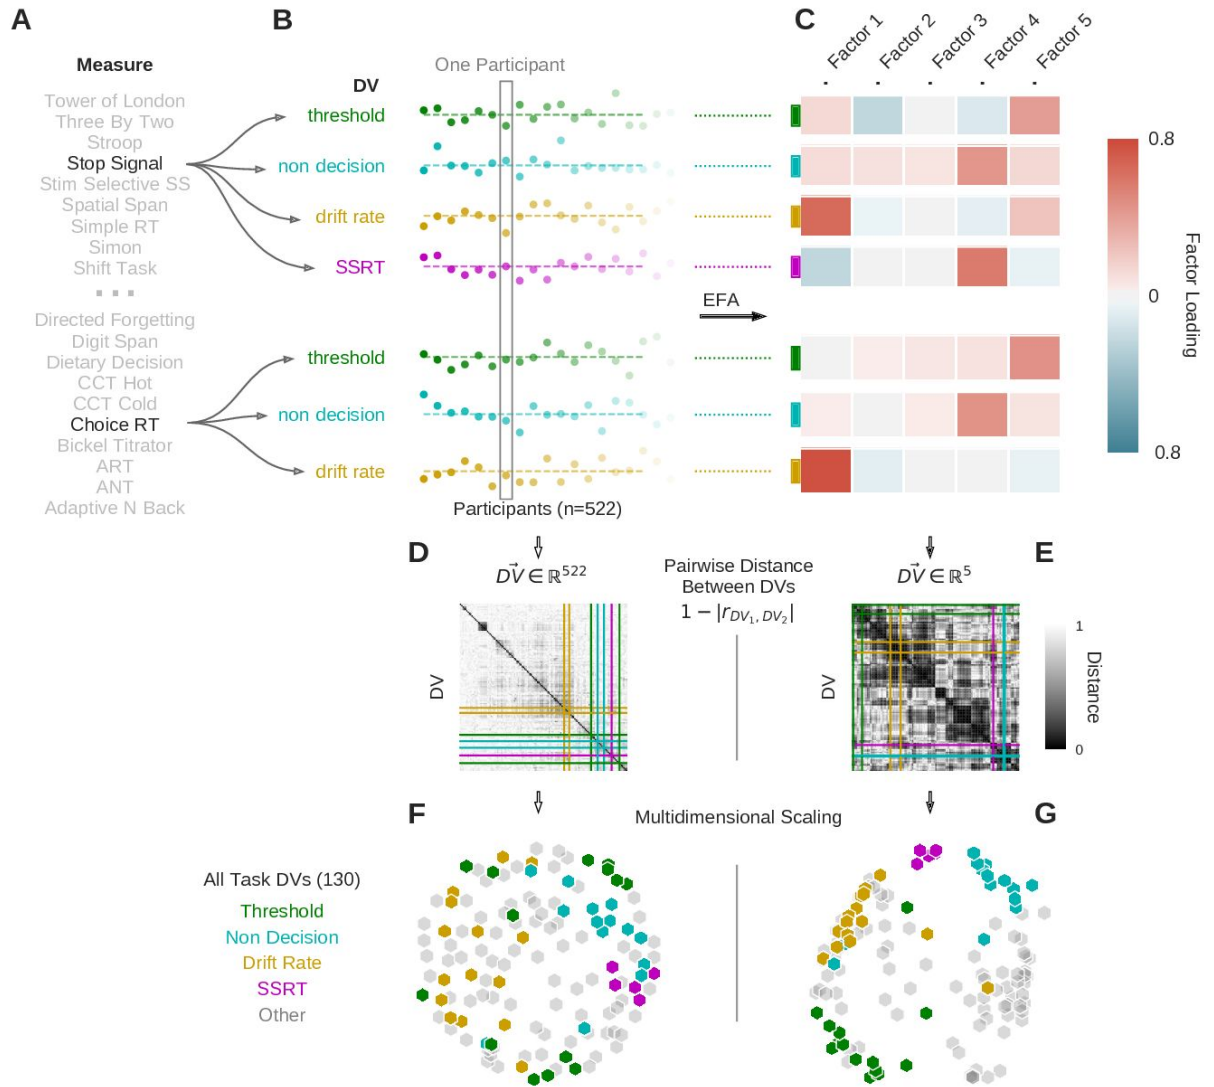 A
B
C
Factor 1
Factor 2
Factor 3
Factor 4
Factor 5
Measure
Tower of London
Three By Two
Stroop
Stop Signal
Stim Selective SS
Spatial Span
Simple RT
Simon
Shift Task
Directed Forgetting
Digit Span
Dietary Decision
CCT Hot
CCT Cold
Choice RT
Bickel Titrator
ART
ANT
Adaptive N Back
DV
threshold
non decision
drift rate
SSRT
threshold
non decision
drift rate
One Participant
Participants (n=522)
EFA
0.8
0
0.8
Factor Loading
D
E
DV⃗ ∈ ℝ⁵²²
Pairwise Distance
Between DVs
1 − |r_{DV₁, DV₂}|
DV⃗ ∈ ℝ⁵
DV
DV
1
0
Distance
F
Multidimensional Scaling
G
All Task DVs (130)
Threshold
Non Decision
Drift Rate
SSRT
Other